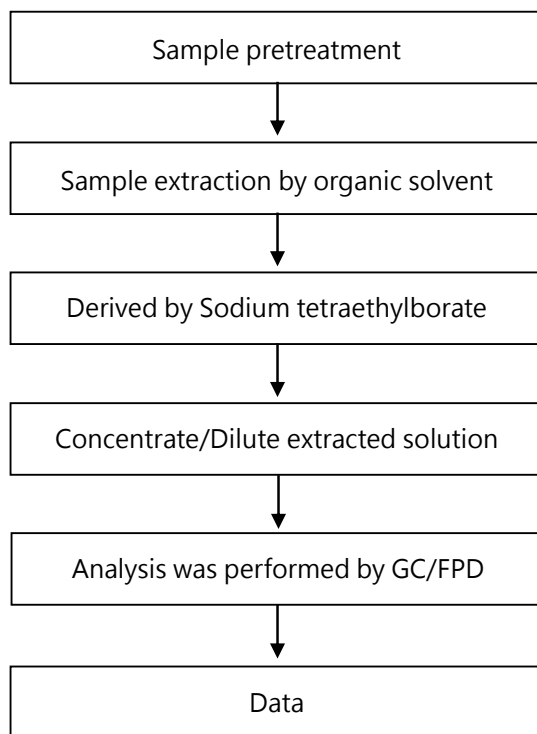 Sample pretreatment
Sample extraction by organic solvent
Derived by Sodium tetraethylborate
Concentrate/Dilute extracted solution
Analysis was performed by GC/FPD
Data